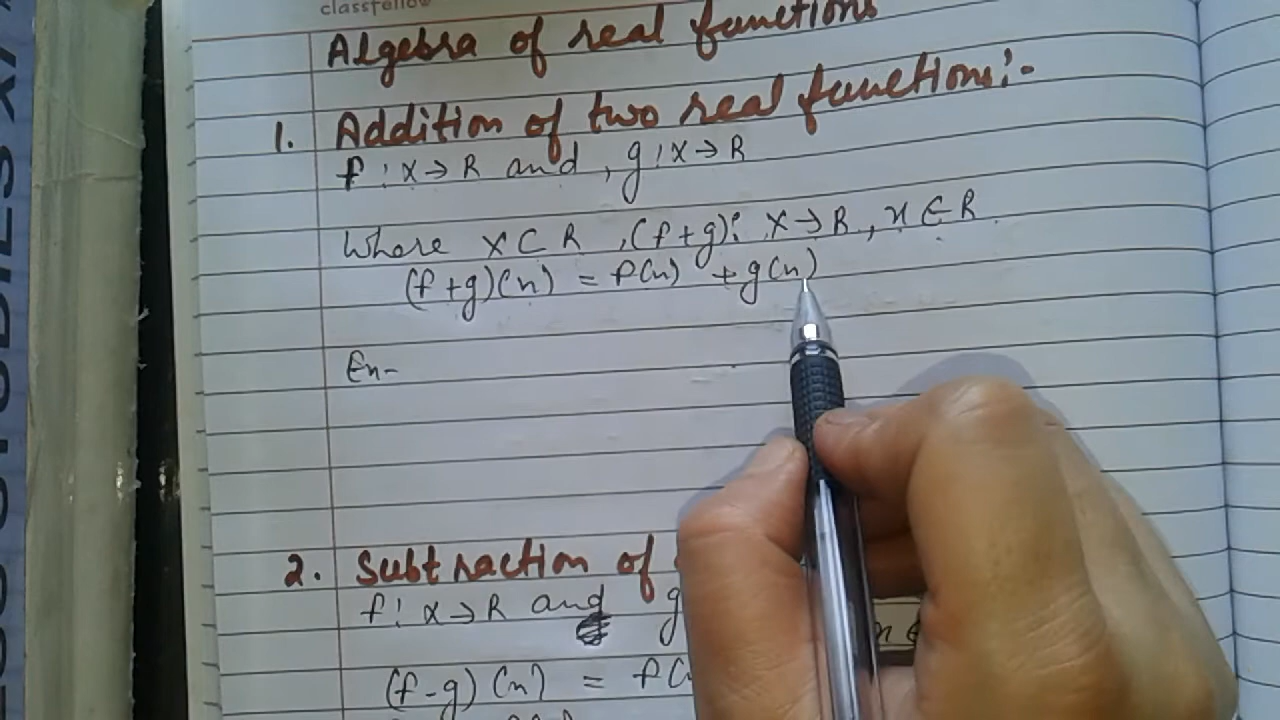 classfellow
Algebra of real functions
1. Addition of two real functions:-
f : X → R and, g : X → R
Where X ⊂ R, (f+g): X → R, x ∈ R
(f+g)(x) = f(x) + g(x)
Ex-
2. Subtraction of
f : X → R and g
(f-g)(x) = f(